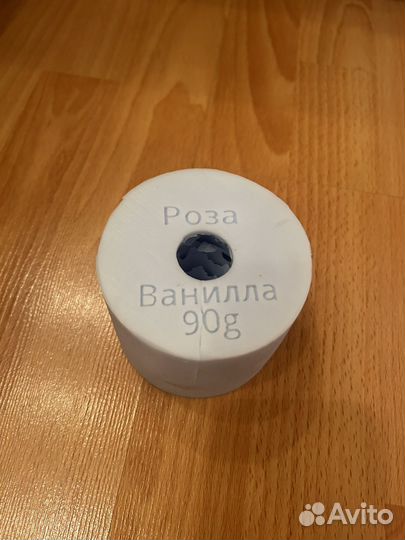 Роза
Ванилла
90g
Avito